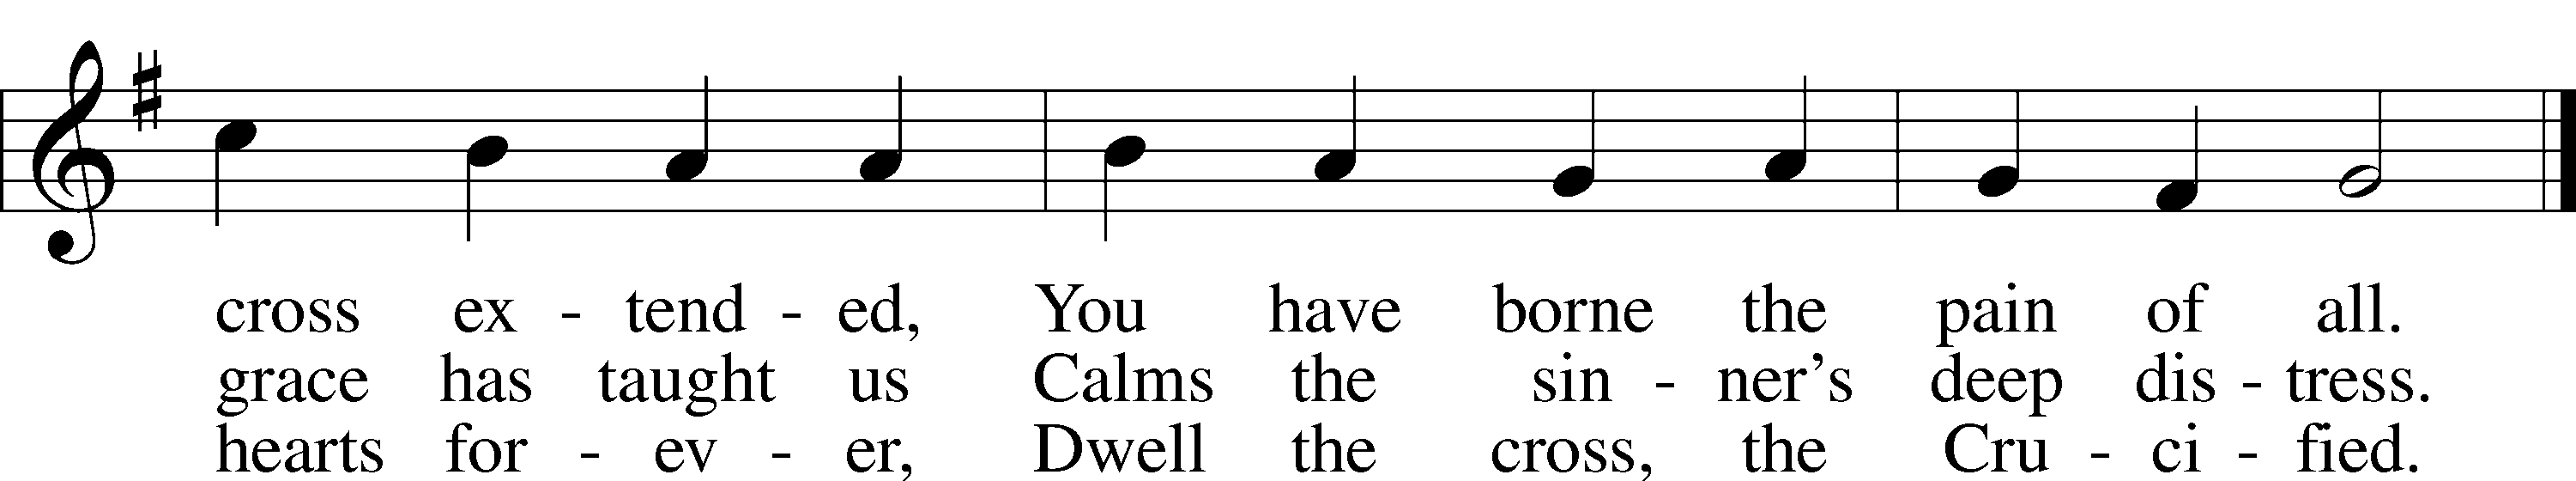 cross ex - tend - ed, You have borne the pain of all.
grace has taught us Calms the sin - ner's deep dis - tress.
hearts for - ev - er, Dwell the cross, the Cru - ci - fied.